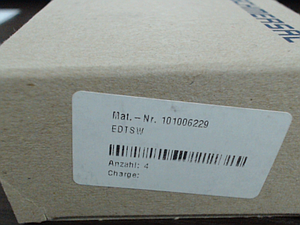 Mat.-Nr. 101006229
EDTSW
Anzahl: 4
Charge: